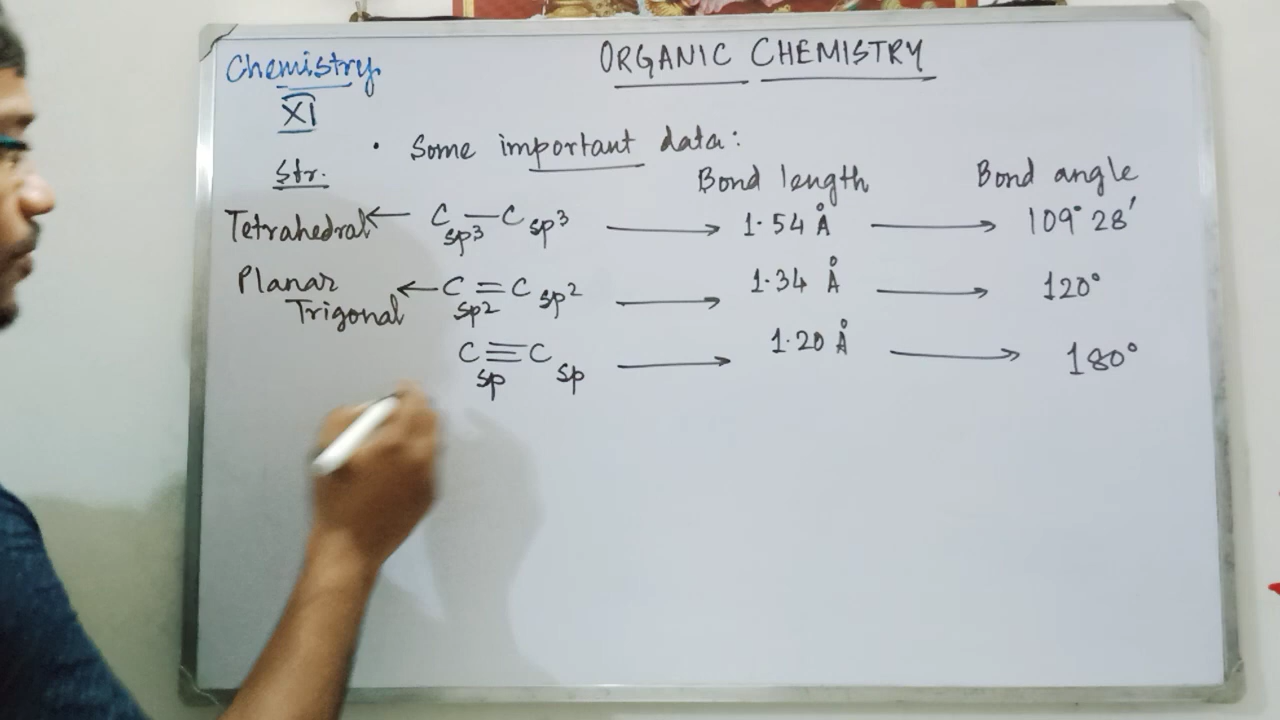 Chemistry
XI
ORGANIC CHEMISTRY
• Some important data:
Str. Bond length Bond angle
Tetrahedral ← C sp3 — C sp3 → 1.54 Å → 109° 28'
Planar Trigonal ← C sp2 = C sp2 → 1.34 Å → 120°
C sp ≡ C sp → 1.20 Å → 180°